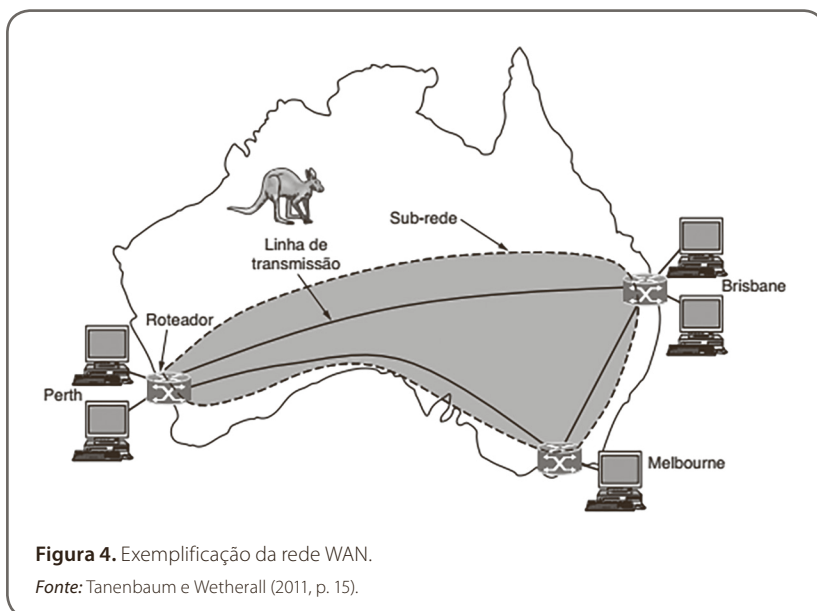 Sub-rede
Linha de
transmissão
Brisbane
Roteador
Perth
Melbourne
Figura 4. Exemplificação da rede WAN.
Fonte: Tanenbaum e Wetherall (2011, p. 15).